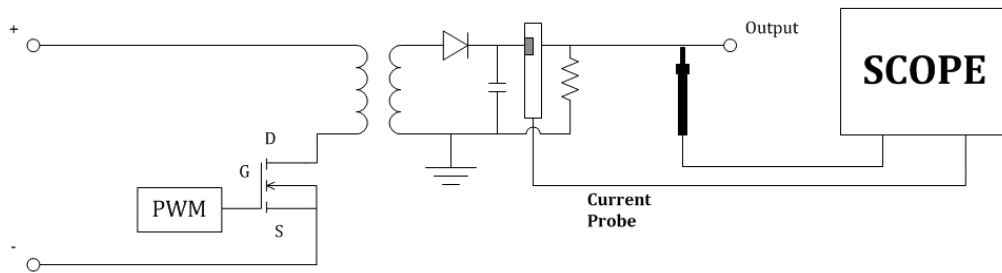 +
Output
SCOPE
D
G
PWM
S
Current
Probe
-